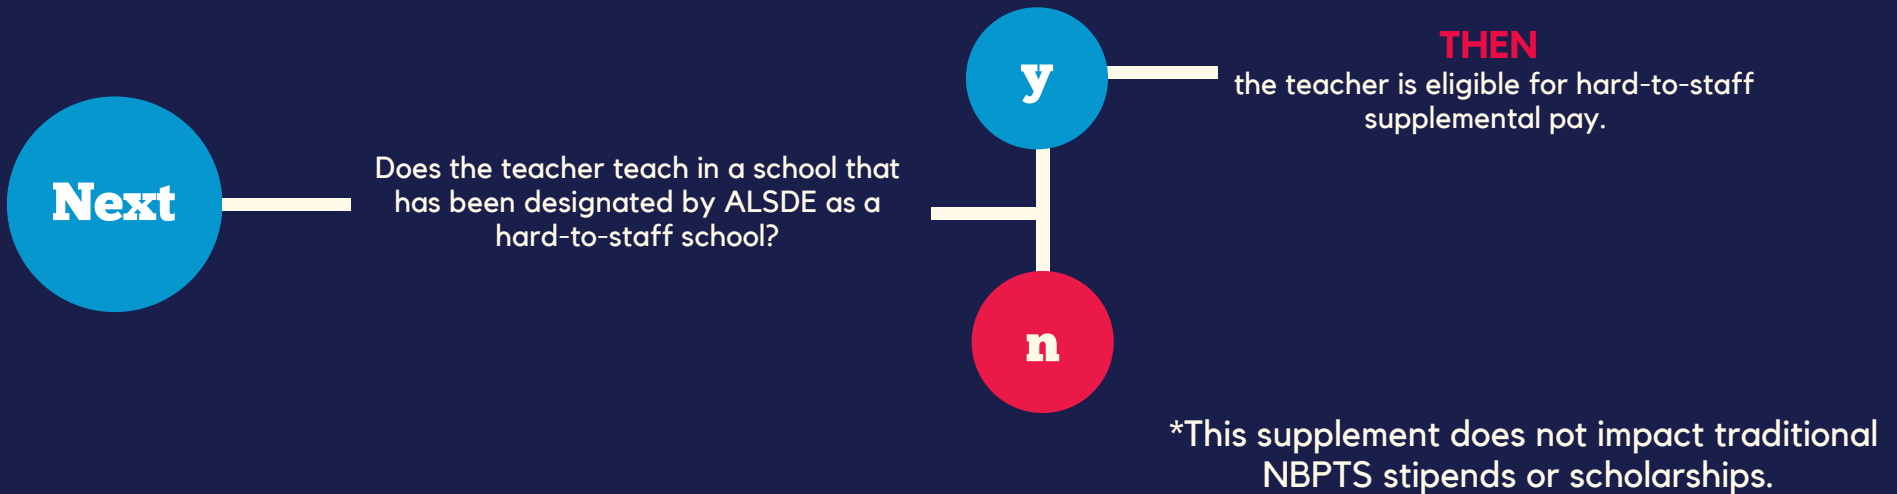 Next
Does the teacher teach in a school that
has been designated by ALSDE as a
hard-to-staff school?
y
THEN
the teacher is eligible for hard-to-staff
supplemental pay.
n
*This supplement does not impact traditional
NBPTS stipends or scholarships.